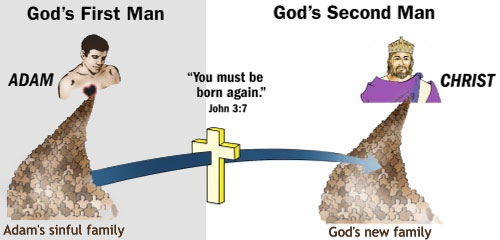 God's First Man
God's Second Man
ADAM
"You must be
born again."
John 3:7
CHRIST
Adam's sinful family
God's new family